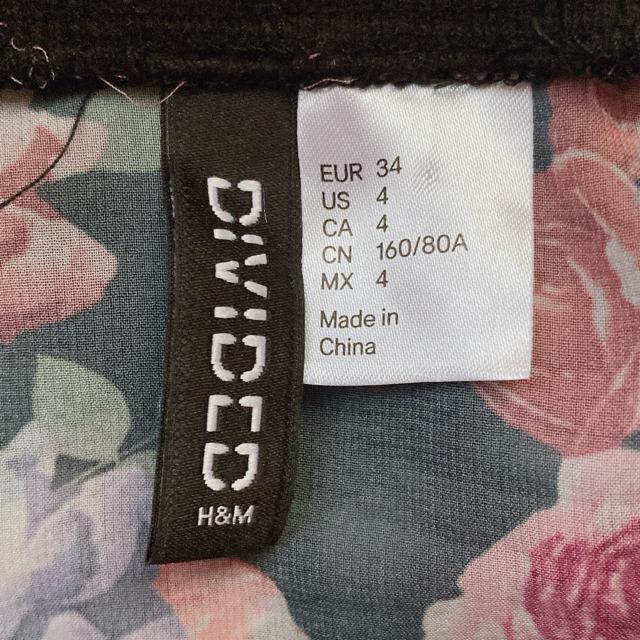 DIVIDED
H&M
EUR 34
US 4
CA 4
CN 160/80A
MX 4
Made in
China